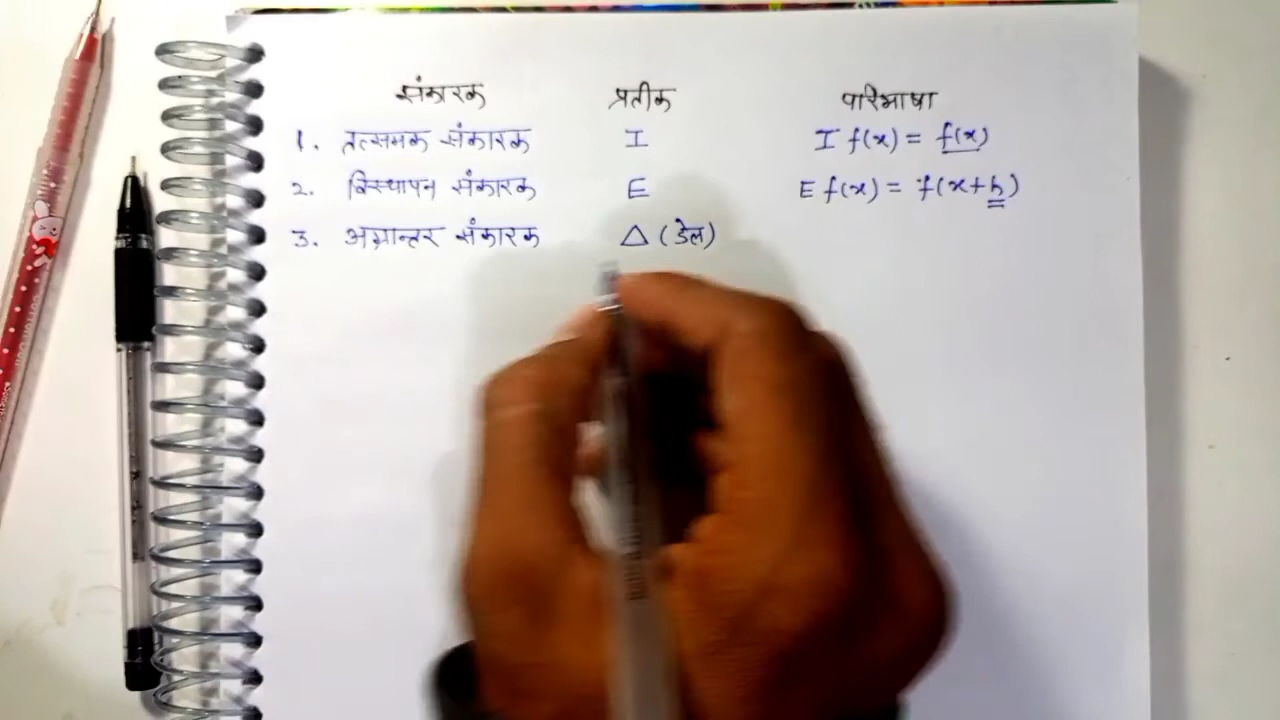 संकारक प्रतीक परिभाषा
1. तत्समक संकारक I I f(x) = f(x)
2. विस्थापन संकारक E E f(x) = f(x+h)
3. अग्रान्तर संकारक Δ (डेल)